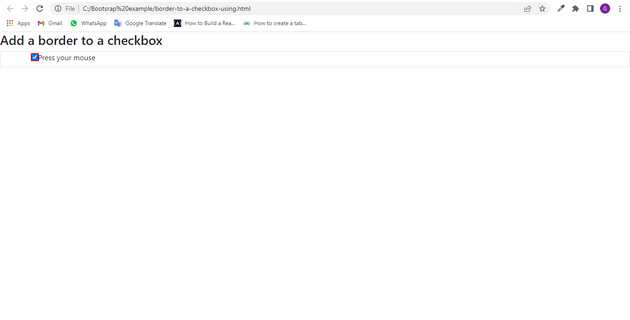 File C:/Bootsrap%20example/border-to-a-checkbox-using.html
G
Apps Gmail WhatsApp Google Translate How to Build a Rea... How to create a tab...
Add a border to a checkbox
Press your mouse